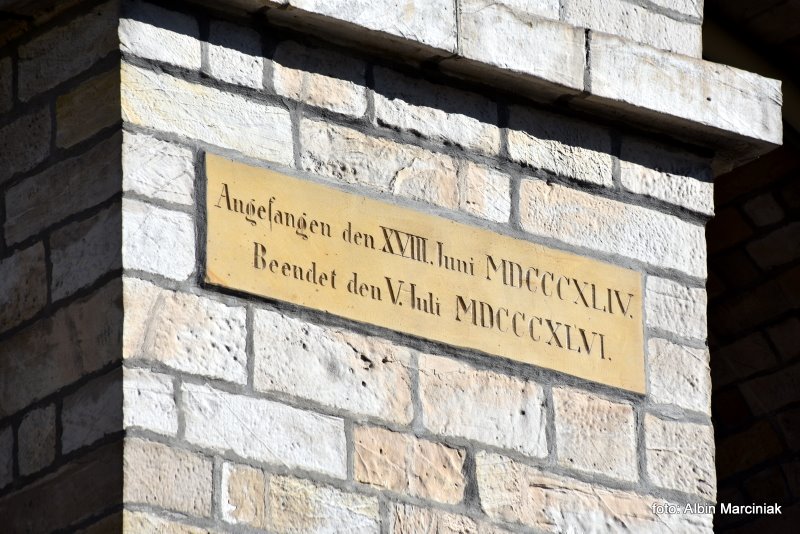 Angefangen den XVIII. Juni MDCCCXLIV.
Beendet den V. Juli MDCCCXLVI.
foto: Albin Marciniak